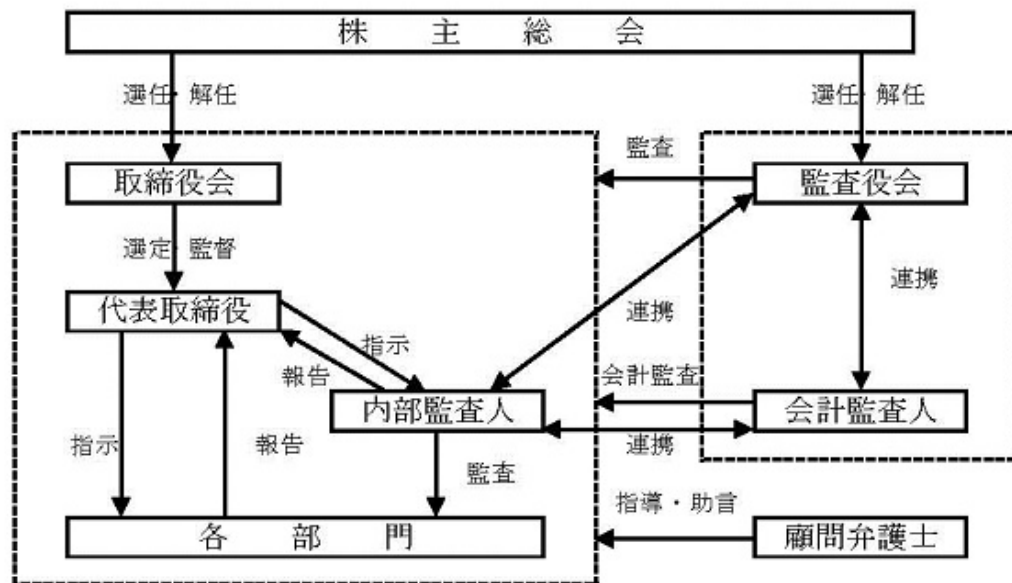 株主総会
選任・解任
選任・解任
監査
取締役会
監査役会
選定・監督
連携
代表取締役
連携
指示
報告
会計監査
内部監査人
会計監査人
指示
報告
連携
監査
指導・助言
各部門
顧問弁護士